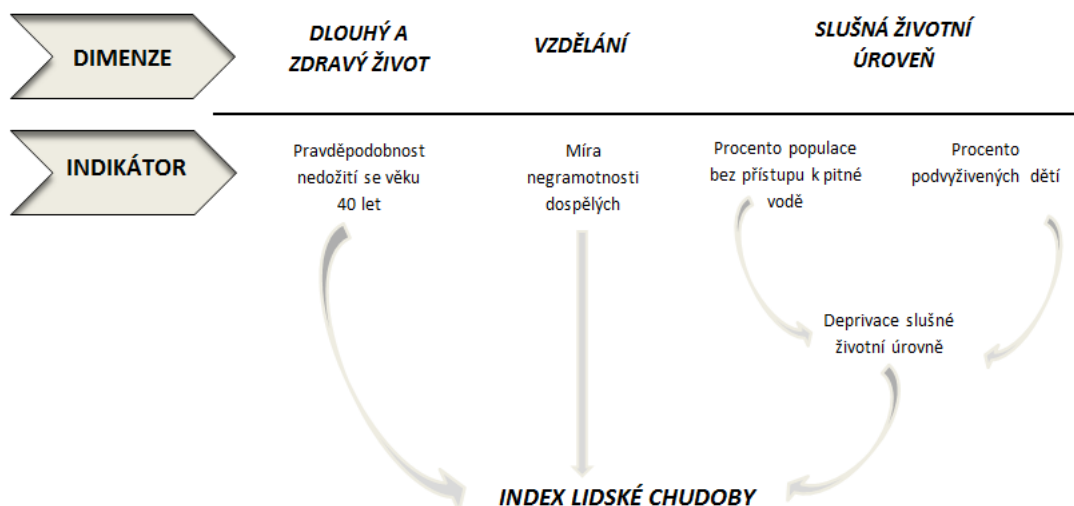 DIMENZE
DLOUHÝ A
ZDRAVÝ ŽIVOT
VZDĚLÁNÍ
SLUŠNÁ ŽIVOTNÍ
ÚROVEŇ
INDIKÁTOR
Pravděpodobnost
nedožití se věku
40 let
Míra
negramotnosti
dospělých
Procento populace
bez přístupu k pitné
vodě
Procento
podvyživených dětí
Deprivace slušné
životní úrovně
INDEX LIDSKÉ CHUDOBY